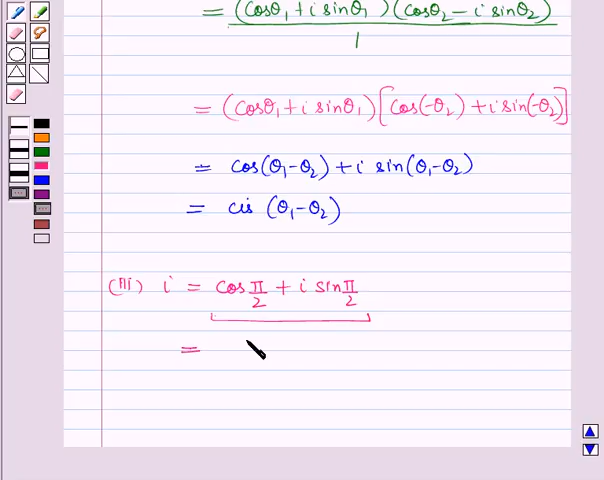 = (cosθ₁ + i sinθ₁)(cosθ₂ − i sinθ₂) / 1
= (cosθ₁ + i sinθ₁)[cos(−θ₂) + i sin(−θ₂)]
= cos(θ₁−θ₂) + i sin(θ₁−θ₂)
= cis (θ₁−θ₂)
(III) i = cos π/2 + i sin π/2
=